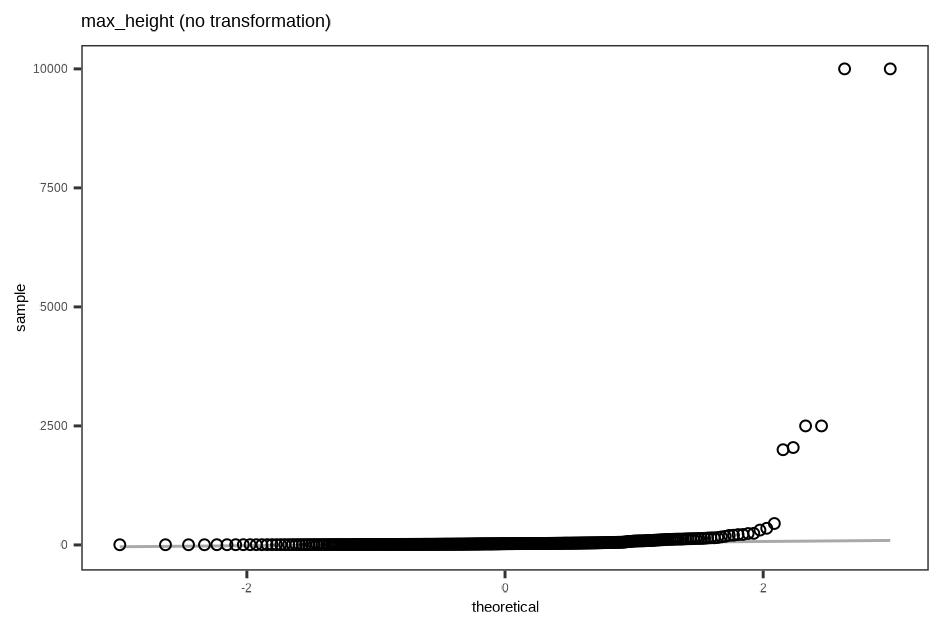 max_height (no transformation)
10000
7500
5000
2500
0
sample
-2
0
2
theoretical